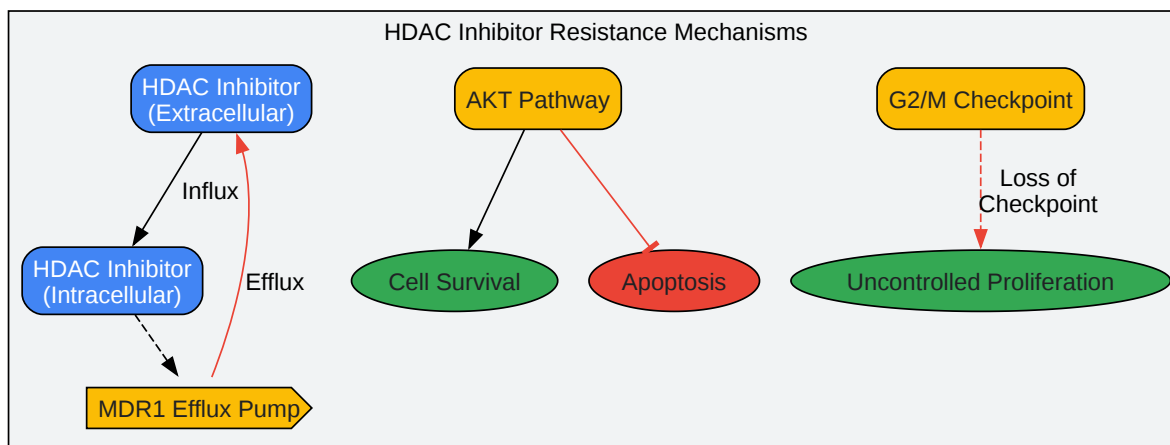 HDAC Inhibitor Resistance Mechanisms
HDAC Inhibitor
(Extracellular)
AKT Pathway
G2/M Checkpoint
Influx
Loss of
Checkpoint
HDAC Inhibitor
(Intracellular)
Efflux
Cell Survival
Apoptosis
Uncontrolled Proliferation
MDR1 Efflux Pump